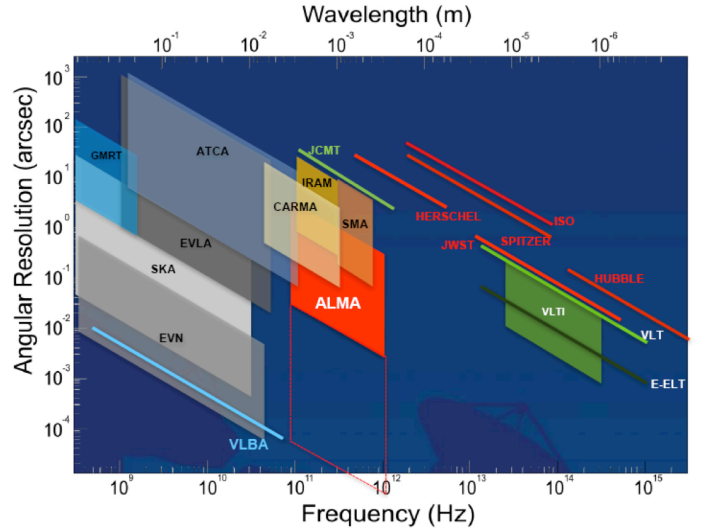 Wavelength (m)
10-1 10-2 10-3 10-4 10-5 10-6
Angular Resolution (arcsec)
10 3
10 2
10 1
10 0
10 -1
10 -2
10 -3
10 -4
GMRT
ATCA
JCMT
IRAM
CARMA
SMA
HERSCHEL
ISO
EVLA
JWST
SPITZER
SKA
HUBBLE
ALMA
VLTI
EVN
VLT
E-ELT
VLBA
10 9 10 10 10 11 10 12 10 13 10 14 10 15
Frequency (Hz)